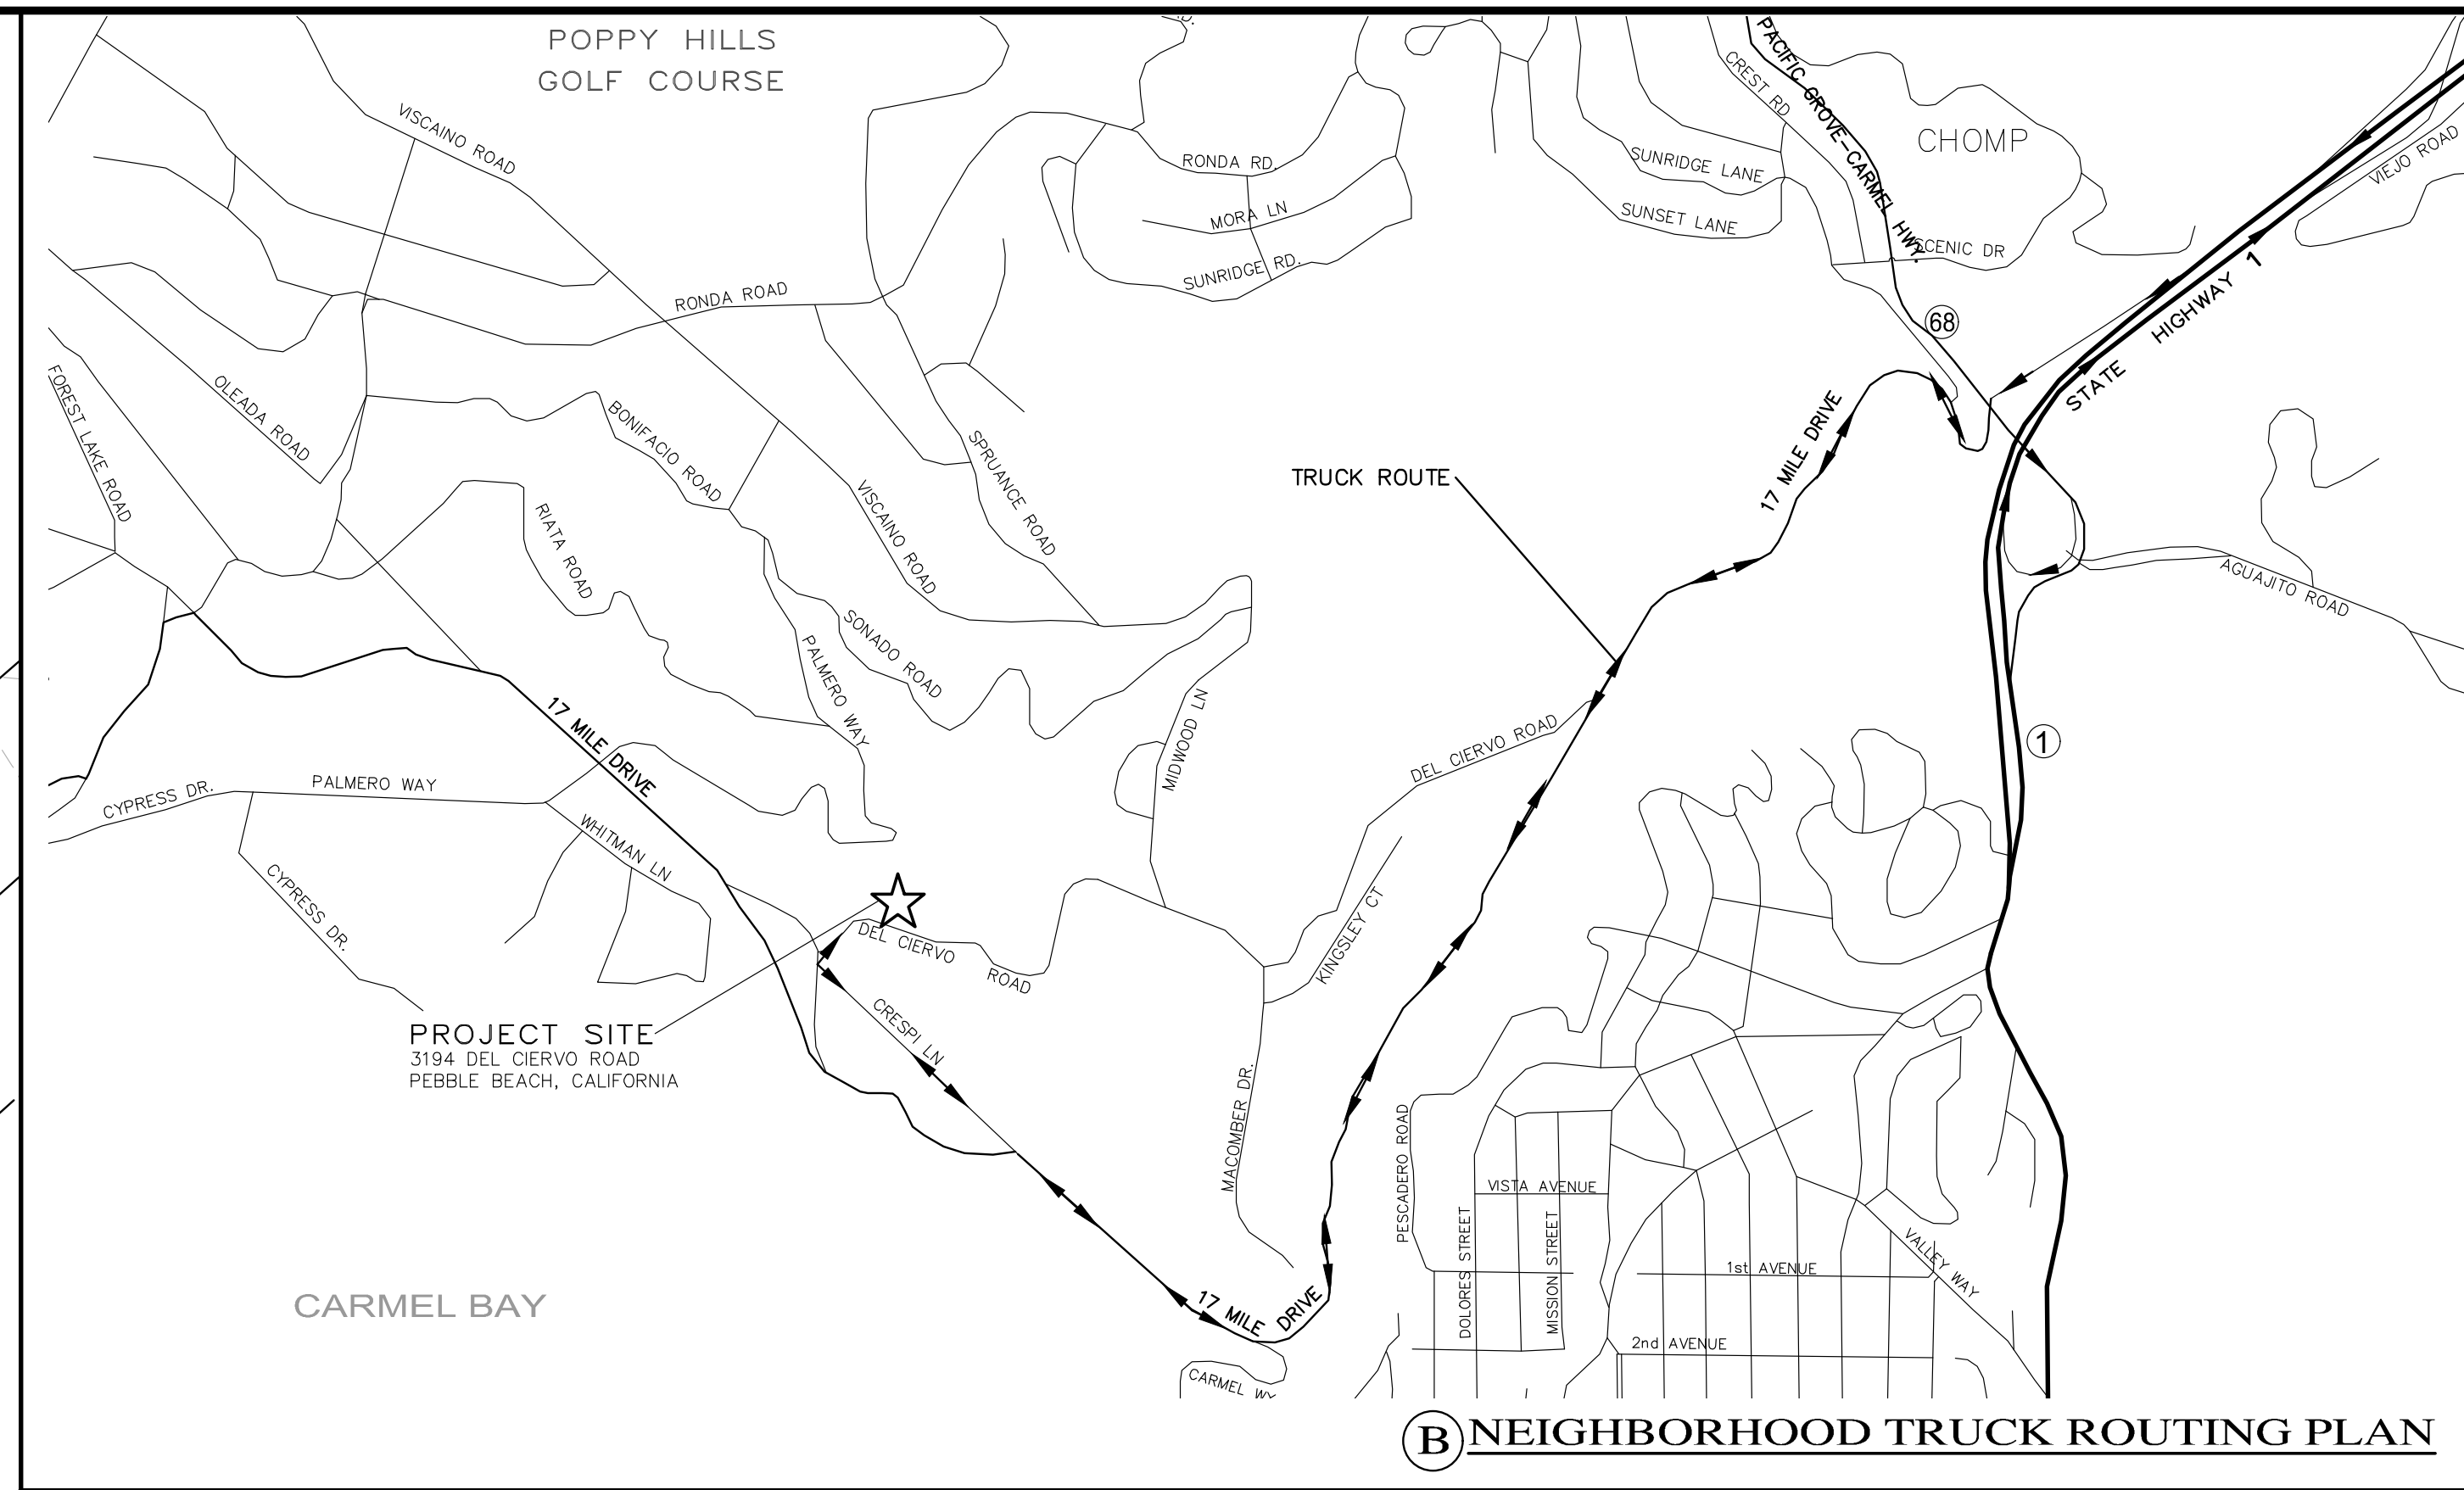 POPPY HILLS
GOLF COURSE
PACIFIC GROVE-CARMEL HWY.
CREST RD
CHOMP
VISCAINO ROAD
RONDA RD.
SUNRIDGE LANE
VIEJO ROAD
MORA LN
SUNSET LANE
SCENIC DR
SUNRIDGE RD.
RONDA ROAD
STATE HIGHWAY 1
68
FOREST LAKE ROAD
OLEADA ROAD
BONIFACIO ROAD
SPRUANCE ROAD
17 MILE DRIVE
TRUCK ROUTE
RIATA ROAD
VISCAINO ROAD
AGUAJITO ROAD
SONADO ROAD
PALMERO WAY
MIDWOOD LN
17 MILE DRIVE
DEL CIERVO ROAD
1
CYPRESS DR.
PALMERO WAY
WHITMAN LN
CYPRESS DR.
DEL CIERVO ROAD
KINGSLEY CT
CRESPI LN
PROJECT SITE
3194 DEL CIERVO ROAD
PEBBLE BEACH, CALIFORNIA
MACOMBER DR.
PESCADERO ROAD
VISTA AVENUE
DOLORES STREET
MISSION STREET
VALLEY WAY
1st AVENUE
CARMEL BAY
17 MILE DRIVE
2nd AVENUE
CARMEL WY
B NEIGHBORHOOD TRUCK ROUTING PLAN